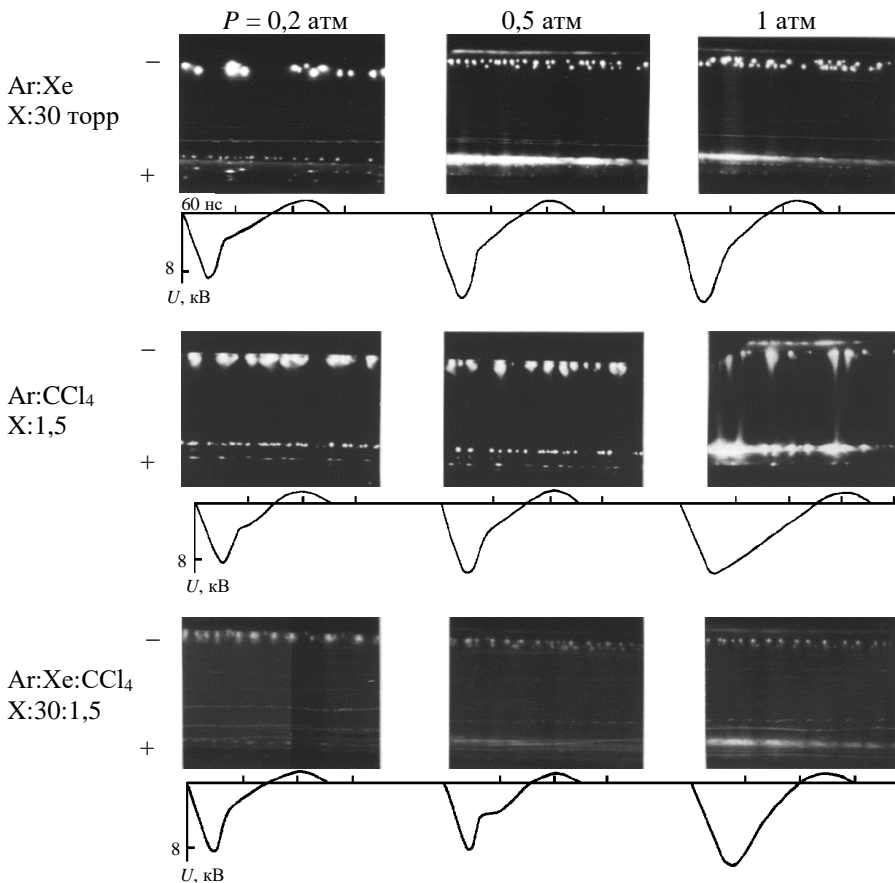 P = 0,2 атм
0,5 атм
1 атм
Ar:Xe
X:30 торр
–
+
60 нс
8
U, кВ
Ar:CCl₄
X:1,5
–
+
8
U, кВ
Ar:Xe:CCl₄
X:30:1,5
–
+
8
U, кВ